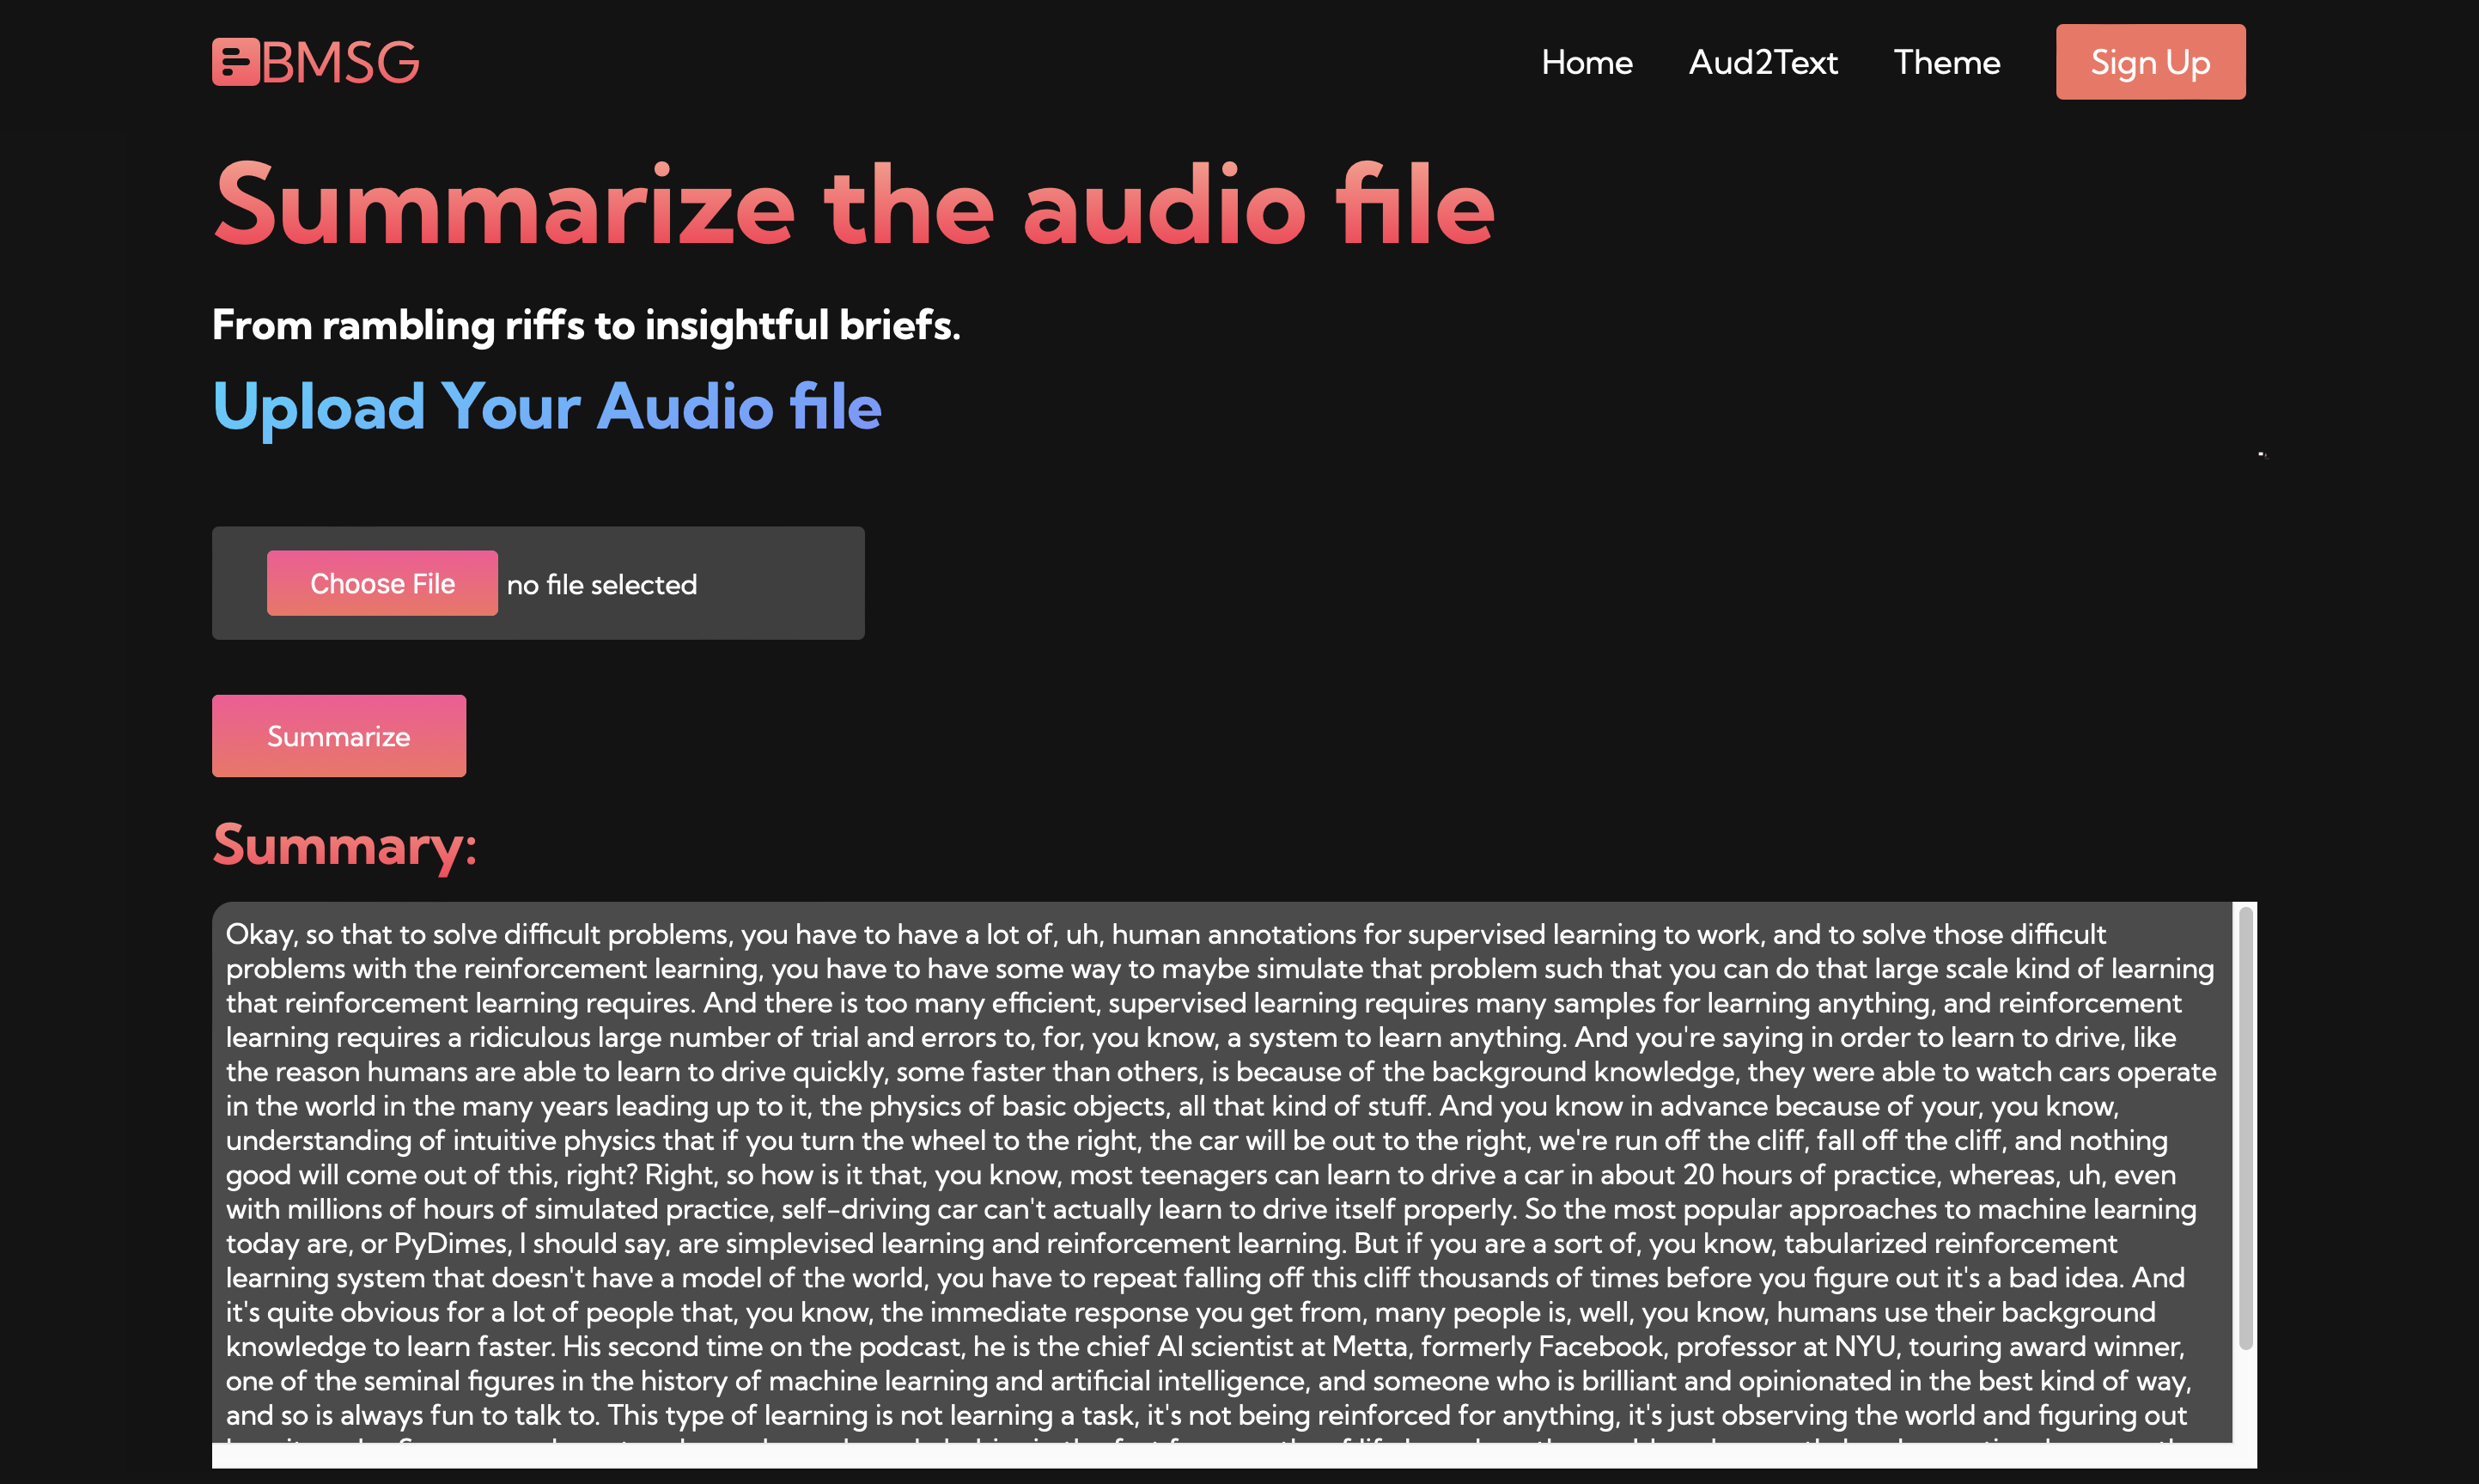 BMSG
Home Aud2Text Theme Sign Up
Summarize the audio file
From rambling riffs to insightful briefs.
Upload Your Audio file
Choose File no file selected
Summarize
Summary:
Okay, so that to solve difficult problems, you have to have a lot of, uh, human annotations for supervised learning to work, and to solve those difficult
problems with the reinforcement learning, you have to have some way to maybe simulate that problem such that you can do that large scale kind of learning
that reinforcement learning requires. And there is too many efficient, supervised learning requires many samples for learning anything, and reinforcement
learning requires a ridiculous large number of trial and errors to, for, you know, a system to learn anything. And you're saying in order to learn to drive, like
the reason humans are able to learn to drive quickly, some faster than others, is because of the background knowledge, they were able to watch cars operate
in the world in the many years leading up to it, the physics of basic objects, all that kind of stuff. And you know in advance because of your, you know,
understanding of intuitive physics that if you turn the wheel to the right, the car will be out to the right, we're run off the cliff, fall off the cliff, and nothing
good will come out of this, right? Right, so how is it that, you know, most teenagers can learn to drive a car in about 20 hours of practice, whereas, uh, even
with millions of hours of simulated practice, self-driving car can't actually learn to drive itself properly. So the most popular approaches to machine learning
today are, or PyDimes, I should say, are simplevised learning and reinforcement learning. But if you are a sort of, you know, tabularized reinforcement
learning system that doesn't have a model of the world, you have to repeat falling off this cliff thousands of times before you figure out it's a bad idea. And
it's quite obvious for a lot of people that, you know, the immediate response you get from, many people is, well, you know, humans use their background
knowledge to learn faster. His second time on the podcast, he is the chief AI scientist at Metta, formerly Facebook, professor at NYU, touring award winner,
one of the seminal figures in the history of machine learning and artificial intelligence, and someone who is brilliant and opinionated in the best kind of way,
and so is always fun to talk to. This type of learning is not learning a task, it's not being reinforced for anything, it's just observing the world and figuring out